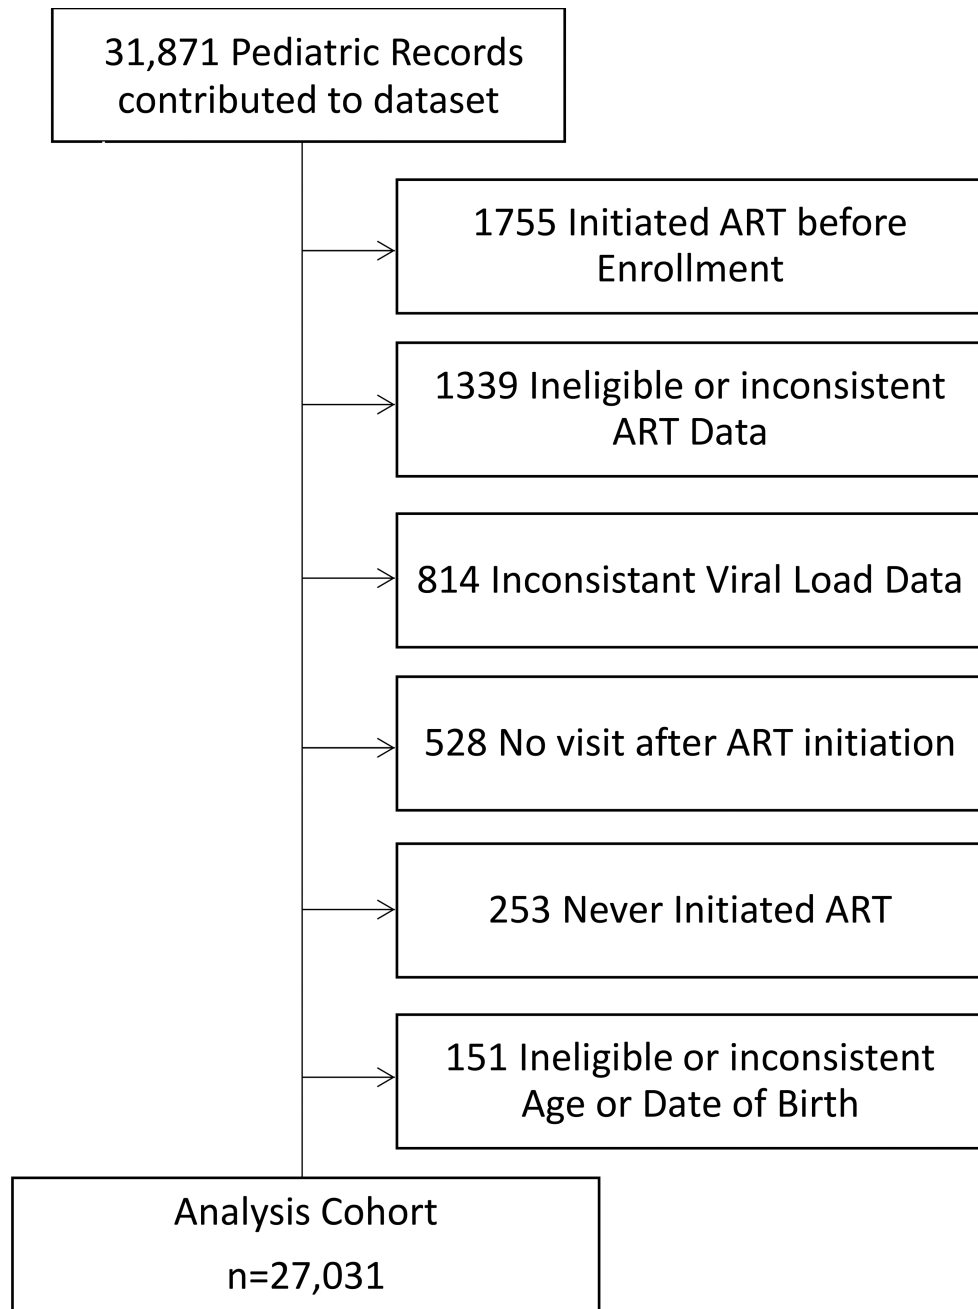 31,871 Pediatric Records
contributed to dataset
1755 Initiated ART before
Enrollment
1339 Ineligible or inconsistent
ART Data
814 Inconsistant Viral Load Data
528 No visit after ART initiation
253 Never Initiated ART
151 Ineligible or inconsistent
Age or Date of Birth
Analysis Cohort
n=27,031